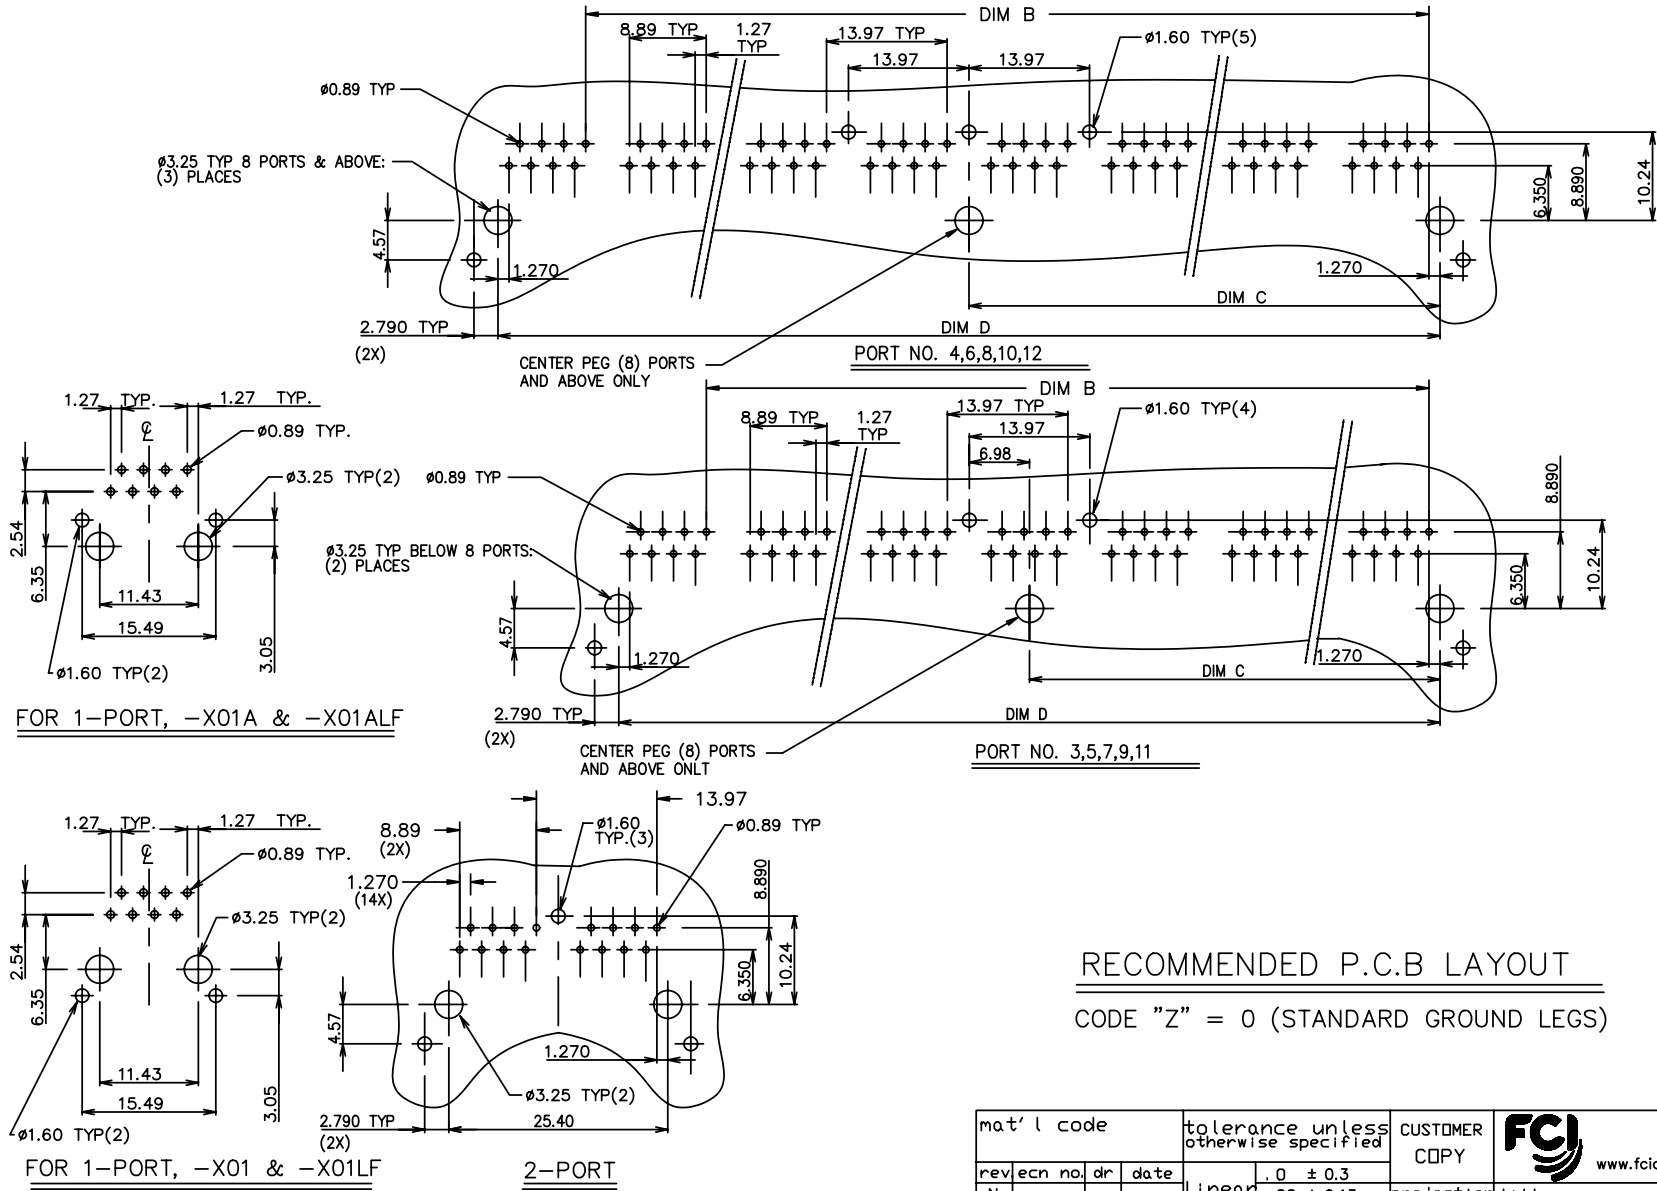 DIM B
8.89 TYP
1.27
TYP
13.97 TYP
13.97
13.97
ø1.60 TYP(5)
ø0.89 TYP
ø3.25 TYP 8 PORTS & ABOVE:
(3) PLACES
4.57
1.270
6.350
8.890
10.24
1.270
DIM C
2.790 TYP
(2X)
DIM D
CENTER PEG (8) PORTS
AND ABOVE ONLY
PORT NO. 4,6,8,10,12
1.27 TYP.
1.27 TYP.
℄
ø0.89 TYP.
ø3.25 TYP(2)
2.54
6.35
11.43
15.49
3.05
ø1.60 TYP(2)
FOR 1-PORT, -X01A & -X01ALF
DIM B
8.89 TYP
1.27
TYP
13.97 TYP
13.97
6.98
ø1.60 TYP(4)
ø0.89 TYP
ø3.25 TYP BELOW 8 PORTS:
(2) PLACES
4.57
1.270
8.890
10.24
6.350
1.270
DIM C
2.790 TYP
(2X)
DIM D
CENTER PEG (8) PORTS
AND ABOVE ONLT
PORT NO. 3,5,7,9,11
1.27 TYP.
1.27 TYP.
℄
ø0.89 TYP.
ø3.25 TYP(2)
2.54
6.35
11.43
15.49
3.05
ø1.60 TYP(2)
FOR 1-PORT, -X01 & -X01LF
13.97
8.89
(2X)
ø1.60
TYP.(3)
ø0.89 TYP
1.270
(14X)
8.890
10.24
6.350
4.57
1.270
ø3.25 TYP(2)
2.790 TYP
(2X)
25.40
2-PORT
RECOMMENDED P.C.B LAYOUT
CODE "Z" = 0 (STANDARD GROUND LEGS)
mat'l code
tolerance unless
otherwise specified
CUSTOMER
COPY
FCJ
www.fcic
rev ecn no. dr date
linear .0 ± 0.3